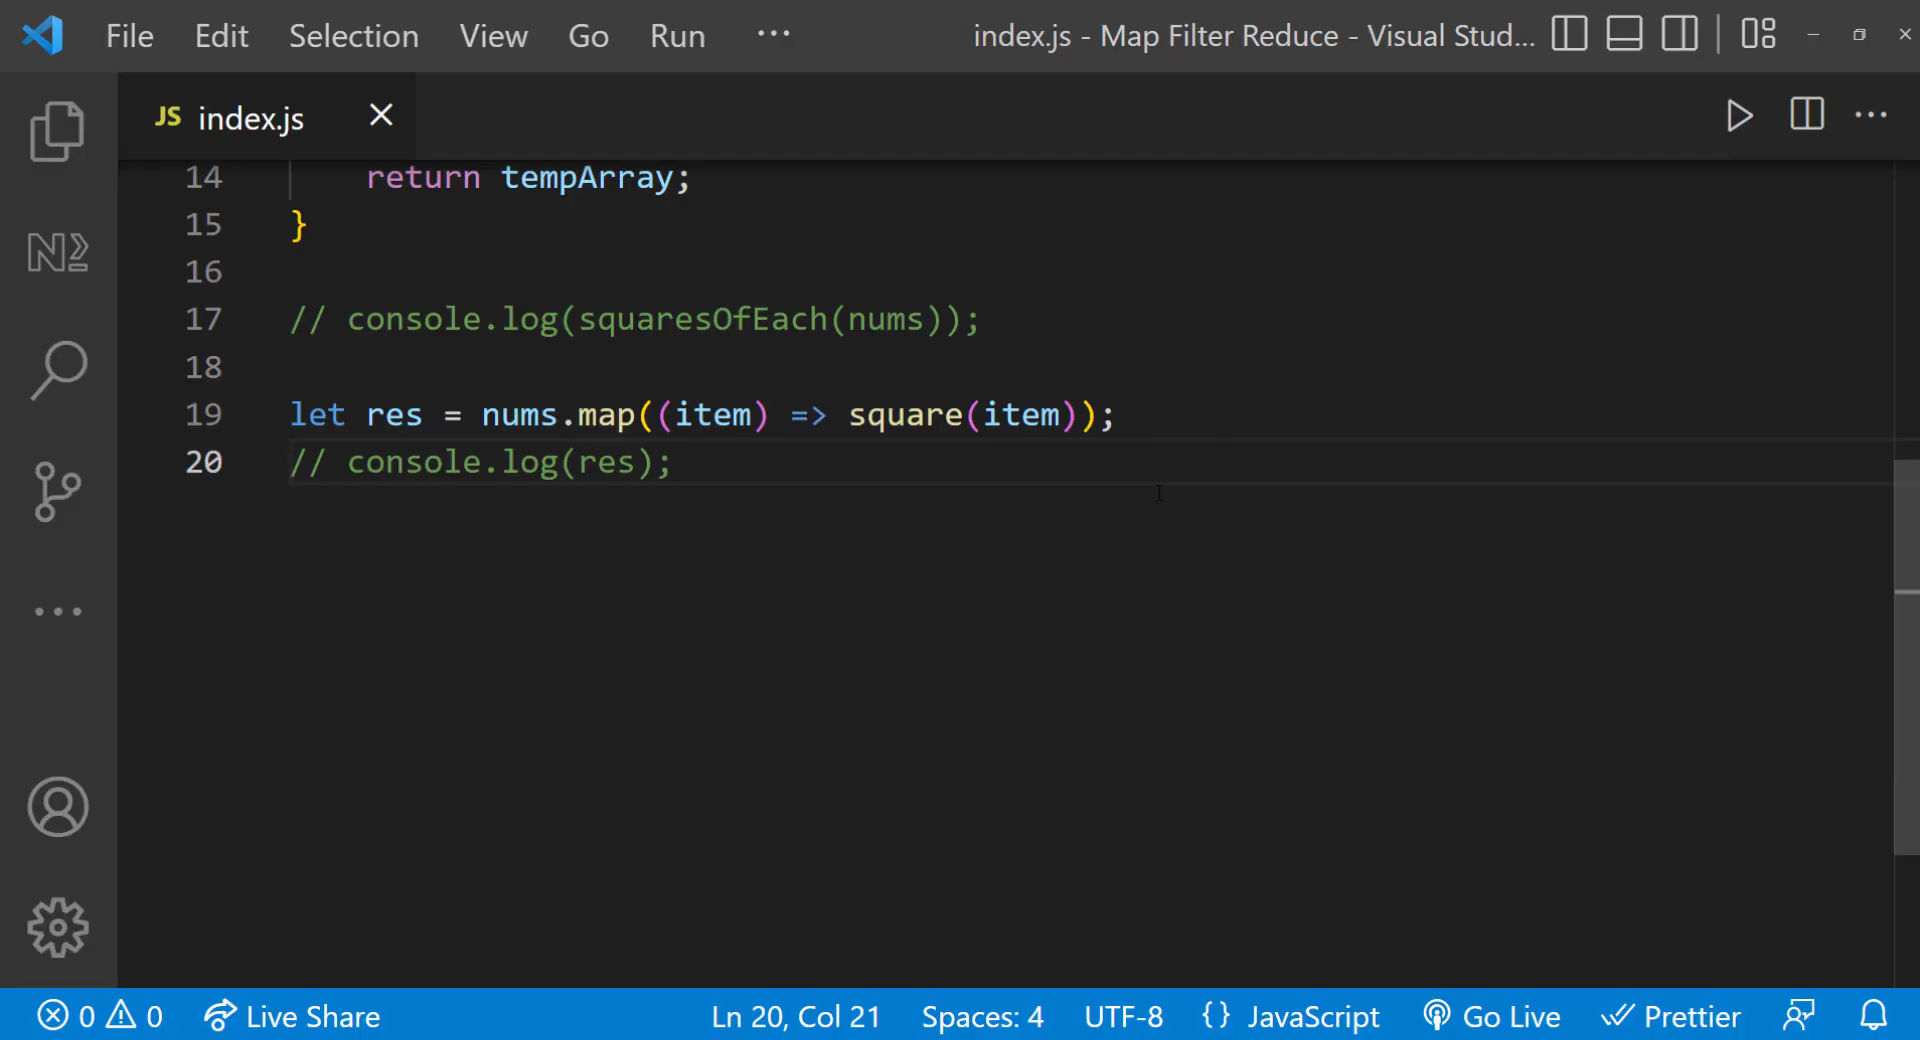 File Edit Selection View Go Run ··· index.js - Map Filter Reduce - Visual Stud...
JS index.js
14 return tempArray;
15 }
16
17 // console.log(squaresOfEach(nums));
18
19 let res = nums.map((item) => square(item));
20 // console.log(res);
0 0 Live Share Ln 20, Col 21 Spaces: 4 UTF-8 {} JavaScript Go Live Prettier